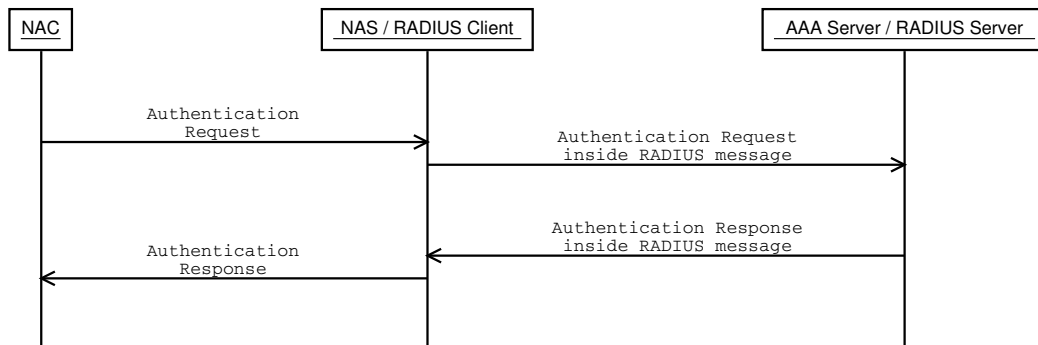 NAC
NAS / RADIUS Client
AAA Server / RADIUS Server
Authentication
Request
Authentication Request
inside RADIUS message
Authentication Response
inside RADIUS message
Authentication
Response